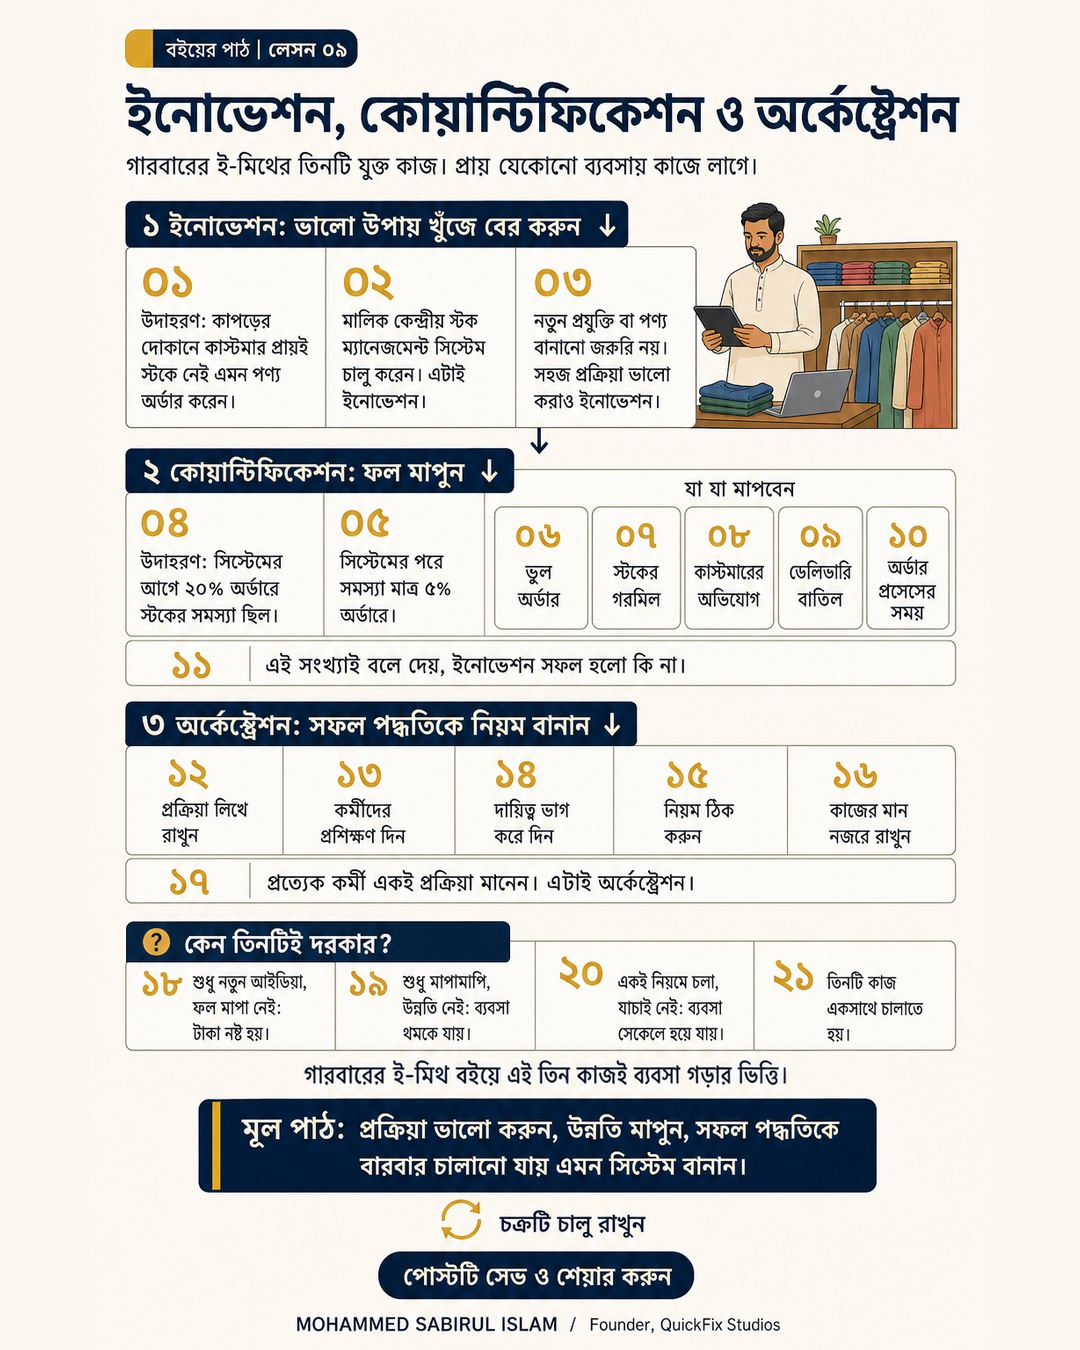 বইয়ের পাঠ | লেসন ০৯
ইনোভেশন, কোয়ান্টিফিকেশন ও অর্কেস্ট্রেশন
গারবারের ই-মিথের তিনটি যুক্ত কাজ। প্রায় যেকোনো ব্যবসায় কাজে লাগে।
১ ইনোভেশন: ভালো উপায় খুঁজে বের করুন ↓
০১
উদাহরণ: কাপড়ের
দোকানে কাস্টমার প্রায়ই
স্টকে নেই এমন পণ্য
অর্ডার করেন।
০২
মালিক কেন্দ্রীয় স্টক
ম্যানেজমেন্ট সিস্টেম
চালু করেন। এটাই
ইনোভেশন।
০৩
নতুন প্রযুক্তি বা পণ্য
বানানো জরুরি নয়।
সহজ প্রক্রিয়া ভালো
করাও ইনোভেশন।
২ কোয়ান্টিফিকেশন: ফল মাপুন ↓
০৪
উদাহরণ: সিস্টেমের
আগে ২০% অর্ডারে
স্টকের সমস্যা ছিল।
০৫
সিস্টেমের পরে
সমস্যা মাত্র ৫%
অর্ডারে।
যা যা মাপবেন
০৬
ভুল
অর্ডার
০৭
স্টকের
গরমিল
০৮
কাস্টমারের
অভিযোগ
০৯
ডেলিভারি
বাতিল
১০
অর্ডার
প্রসেসের
সময়
১১
এই সংখ্যাই বলে দেয়, ইনোভেশন সফল হলো কি না।
৩ অর্কেস্ট্রেশন: সফল পদ্ধতিকে নিয়ম বানান ↓
১২
প্রক্রিয়া লিখে
রাখুন
১৩
কর্মীদের
প্রশিক্ষণ দিন
১৪
দায়িত্ব ভাগ
করে দিন
১৫
নিয়ম ঠিক
করুন
১৬
কাজের মান
নজরে রাখুন
১৭
প্রত্যেক কর্মী একই প্রক্রিয়া মানেন। এটাই অর্কেস্ট্রেশন।
? কেন তিনটিই দরকার?
১৮
শুধু নতুন আইডিয়া,
ফল মাপা নেই:
টাকা নষ্ট হয়।
১৯
শুধু মাপামাপি,
উন্নতি নেই: ব্যবসা
থমকে যায়।
২০
একই নিয়মে চলা,
যাচাই নেই: ব্যবসা
সেকেলে হয়ে যায়।
২১
তিনটি কাজ
একসাথে চালাতে
হয়।
গারবারের ই-মিথ বইয়ে এই তিন কাজই ব্যবসা গড়ার ভিত্তি।
মূল পাঠ: প্রক্রিয়া ভালো করুন, উন্নতি মাপুন, সফল পদ্ধতিকে
বারবার চালানো যায় এমন সিস্টেম বানান।
চক্রটি চালু রাখুন
পোস্টটি সেভ ও শেয়ার করুন
MOHAMMED SABIRUL ISLAM / Founder, QuickFix Studios